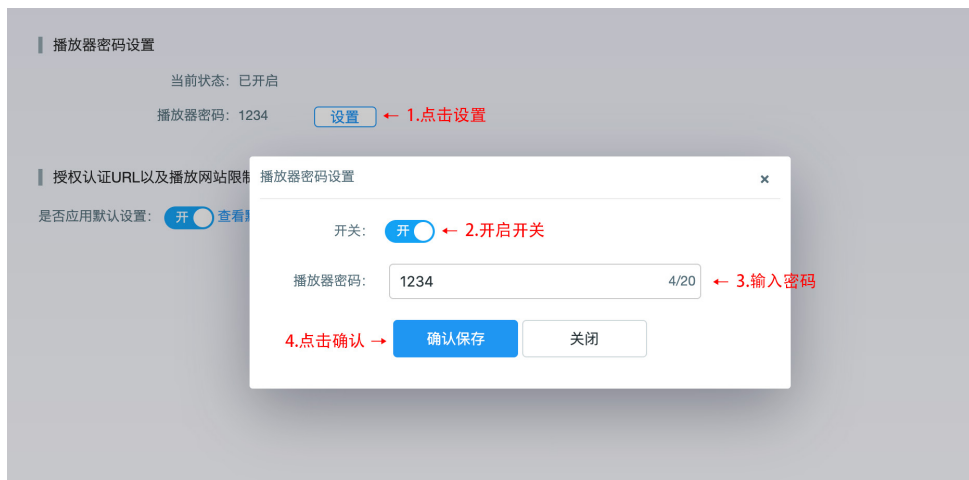 播放器密码设置
当前状态：已开启
播放器密码：1234 设置 ← 1.点击设置
授权认证URL以及播放网站限制
播放器密码设置 ×
是否应用默认设置： 开 查看
开关： 开 ← 2.开启开关
播放器密码： 1234 4/20 ← 3.输入密码
4.点击确认 → 确认保存 关闭